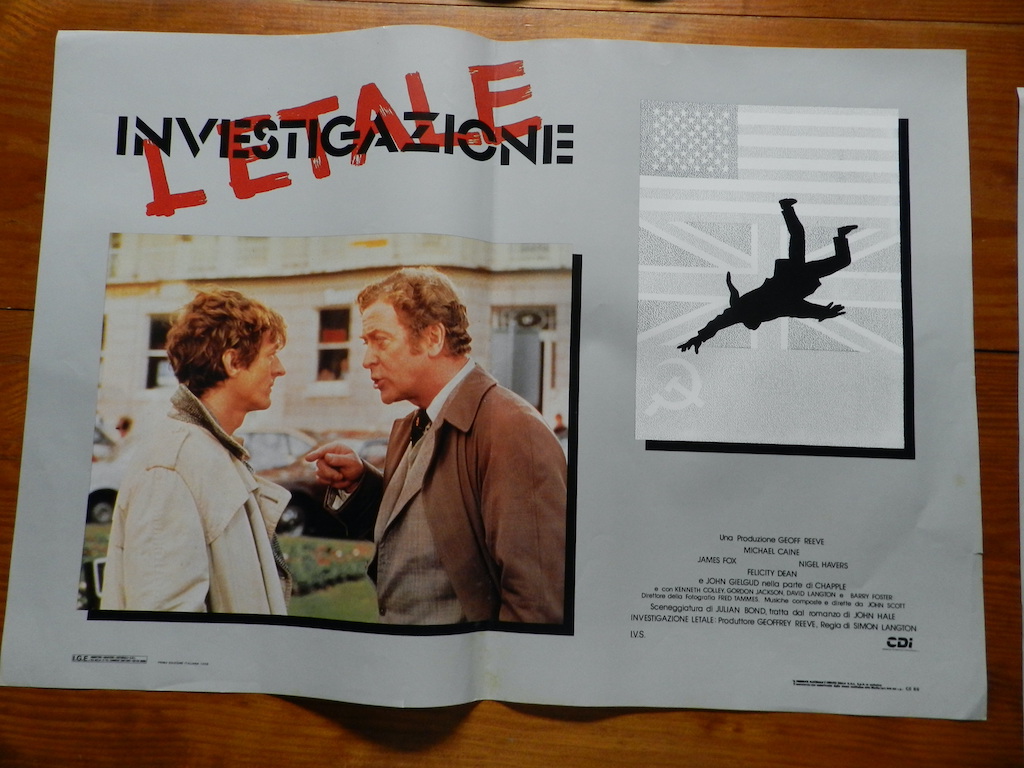 INVESTIGAZIONE
LETALE
Una Produzione GEOFF REEVE
MICHAEL CAINE
JAMES FOX NIGEL HAVERS
FELICITY DEAN
e JOHN GIELGUD nella parte di CHAPPLE
e con KENNETH COLLEY, GORDON JACKSON, DAVID LANGTON e BARRY FOSTER
Direttore della Fotografia FRED TAMMES. Musiche composte e dirette da JOHN SCOTT
Sceneggiatura di JULIAN BOND, tratta dal romanzo di JOHN HALE
INVESTIGAZIONE LETALE: Produttore GEOFFREY REEVE, Regia di SIMON LANGTON
I.V.S.
CDi
I.G.E.